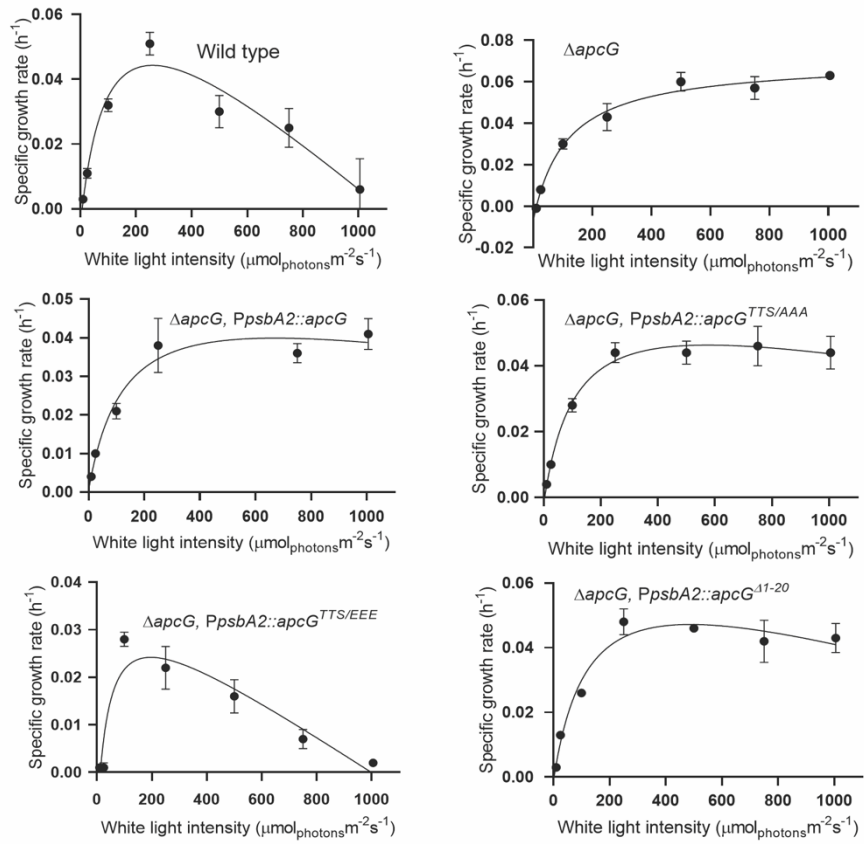 Wild type
Specific growth rate (h-1)
0.06
0.04
0.02
0.00
0 200 400 600 800 1000
White light intensity (μmolphotonsm-2s-1)
ΔapcG
Specific growth rate (h-1)
0.08
0.06
0.04
0.02
0.00
-0.02
200 400 600 800 1000
White light intensity (μmolphotonsm-2s-1)
ΔapcG, PpsbA2::apcG
Specific growth rate (h-1)
0.05
0.04
0.03
0.02
0.01
0.00
0 200 400 600 800 1000
White light intensity (μmolphotonsm-2s-1)
ΔapcG, PpsbA2::apcGTTS/AAA
Specific growth rate (h-1)
0.06
0.04
0.02
0.00
0 200 400 600 800 1000
White light intensity (μmolphotonsm-2s-1)
ΔapcG, PpsbA2::apcGTTS/EEE
Specific growth rate (h-1)
0.04
0.03
0.02
0.01
0.00
0 200 400 600 800 1000
White light intensity (μmolphotonsm-2s-1)
ΔapcG, PpsbA2::apcGΔ1-20
Specific growth rate (h-1)
0.06
0.04
0.02
0.00
0 200 400 600 800 1000
White light intensity (μmolphotonsm-2s-1)